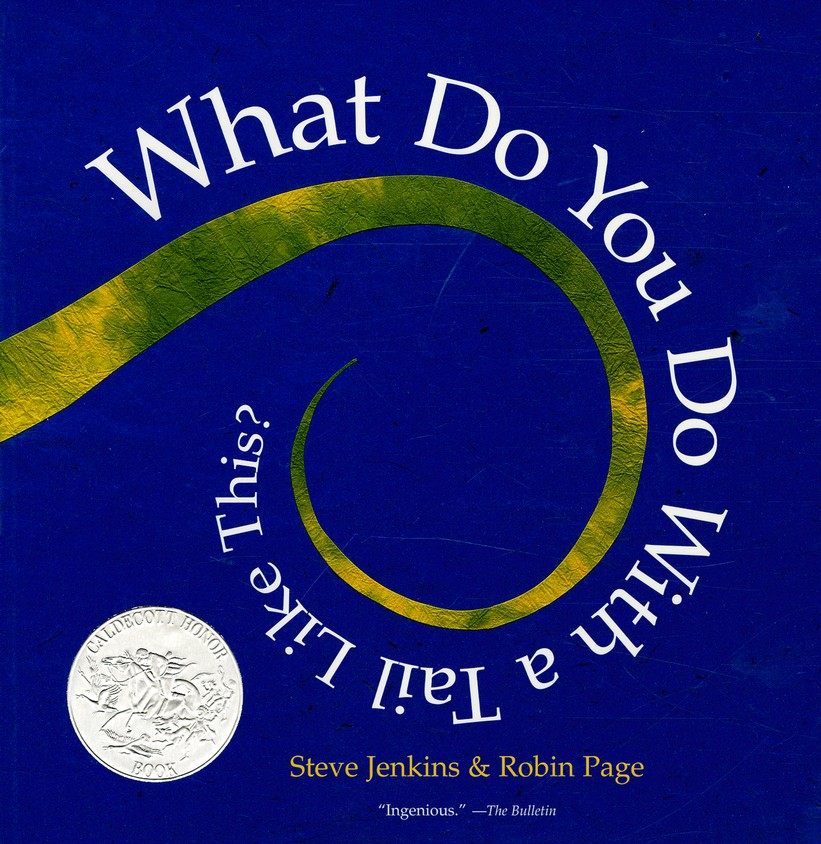 What Do You Do With a Tail Like This?
CALDECOTT HONOR
BOOK
Steve Jenkins & Robin Page
“Ingenious.” —The Bulletin